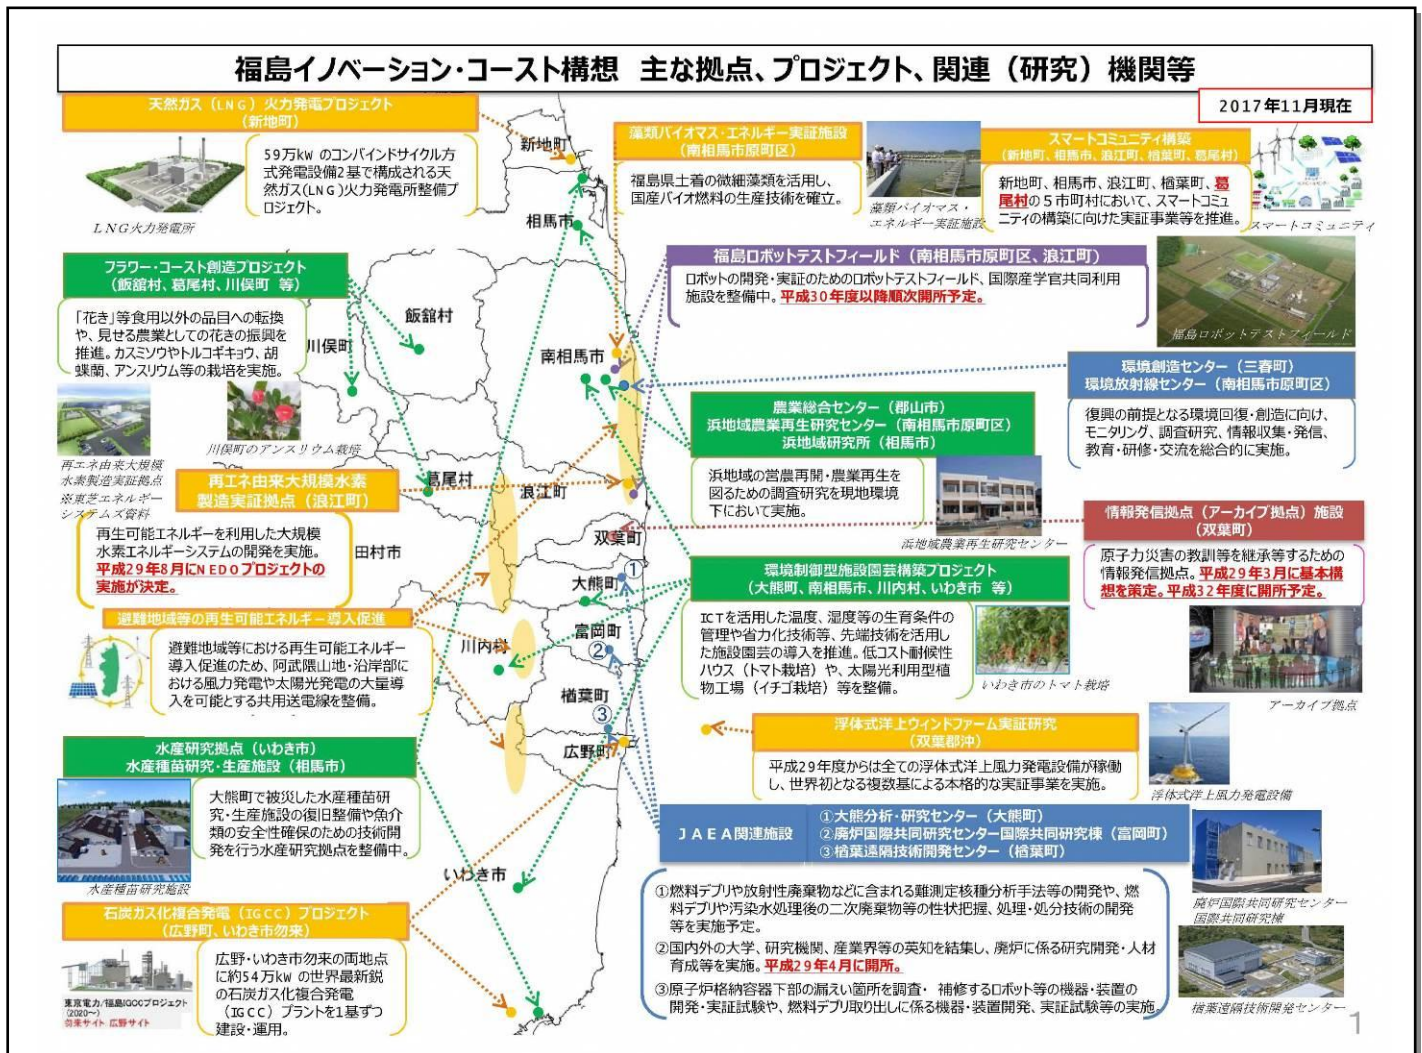 福島イノベーション・コースト構想 主な拠点、プロジェクト、関連(研究)機関等
2017年11月現在
天然ガス(LNG)火力発電プロジェクト
(新地町)
59万kWのコンバインドサイクル方
式発電設備2基で構成される天
然ガス(LNG)火力発電所整備プ
ロジェクト。
LNG火力発電所
藻類バイオマス・エネルギー実証施設
(南相馬市原町区)
福島県土着の微細藻類を活用し、
国産バイオ燃料の生産技術を確立。
藻類バイオマス・
エネルギー実証施設
スマートコミュニティ構築
(新地町、相馬市、浪江町、楢葉町、葛尾村)
新地町、相馬市、浪江町、楢葉町、葛
尾村の5市町村において、スマートコミュ
ニティの構築に向けた実証事業等を推進。
スマートコミュニティ
フラワー・コースト創造プロジェクト
(飯舘村、葛尾村、川俣町 等)
「花き」等食用以外の品目への転換
や、見せる農業としての花きの振興を
推進。カスミソウやトルコギキョウ、胡
蝶蘭、アンスリウム等の栽培を実施。
川俣町のアンスリウム栽培
福島ロボットテストフィールド(南相馬市原町区、浪江町)
ロボットの開発・実証のためのロボットテストフィールド、国際産学官共同利用
施設を整備中。平成30年度以降順次開所予定。
福島ロボットテストフィールド
環境創造センター(三春町)
環境放射線センター(南相馬市原町区)
復興の前提となる環境回復・創造に向け、
モニタリング、調査研究、情報収集・発信、
教育・研修・交流を総合的に実施。
農業総合センター(郡山市)
浜地域農業再生研究センター(南相馬市原町区)
浜地域研究所(相馬市)
浜地域の営農再開・農業再生を
図るための調査研究を現地環境
下において実施。
浜地域農業再生研究センター
再エネ由来大規模
水素製造実証拠点
※東芝エネルギー
システムズ資料
再エネ由来大規模水素
製造実証拠点(浪江町)
再生可能エネルギーを利用した大規模
水素エネルギーシステムの開発を実施。
平成29年8月にNEDOプロジェクトの
実施が決定。
情報発信拠点(アーカイブ拠点)施設
(双葉町)
原子力災害の教訓等を継承等するための
情報発信拠点。平成29年3月に基本構
想を策定。平成32年度に開所予定。
アーカイブ拠点
避難地域等の再生可能エネルギー導入促進
避難地域等における再生可能エネルギー
導入促進のため、阿武隈山地・沿岸部に
おける風力発電や太陽光発電の大量導
入を可能とする共用送電線を整備。
環境制御型施設園芸構築プロジェクト
(大熊町、南相馬市、川内村、いわき市 等)
ICTを活用した温度、湿度等の生育条件の
管理や省力化技術等、先端技術を活用し
た施設園芸の導入を推進。低コスト耐候性
ハウス(トマト栽培)や、太陽光利用型植
物工場(イチゴ栽培)等を整備。
いわき市のトマト栽培
浮体式洋上ウィンドファーム実証研究
(双葉郡沖)
平成29年度からは全ての浮体式洋上風力発電設備が稼働
し、世界初となる複数基による本格的な実証事業を実施。
浮体式洋上風力発電設備
水産研究拠点(いわき市)
水産種苗研究・生産施設(相馬市)
大熊町で被災した水産種苗研
究・生産施設の復旧整備や魚介
類の安全性確保のための技術開
発を行う水産研究拠点を整備中。
水産種苗研究施設
JAEA関連施設
①大熊分析・研究センター(大熊町)
②廃炉国際共同研究センター国際共同研究棟(富岡町)
③楢葉遠隔技術開発センター(楢葉町)
①燃料デブリや放射性廃棄物などに含まれる難測定核種分析手法等の開発や、燃
料デブリや汚染水処理後の二次廃棄物等の性状把握、処理・処分技術の開発
等を実施予定。
②国内外の大学、研究機関、産業界等の英知を結集し、廃炉に係る研究開発・人材
育成等を実施。平成29年4月に開所。
③原子炉格納容器下部の漏えい箇所を調査・補修するロボット等の機器・装置の
開発・実証試験や、燃料デブリ取り出しに係る機器・装置開発、実証試験等の実施。
廃炉国際共同研究センター
国際共同研究棟
楢葉遠隔技術開発センター
石炭ガス化複合発電(IGCC)プロジェクト
(広野町、いわき市勿来)
広野・いわき市勿来の両地点
に約54万kWの世界最新鋭
の石炭ガス化複合発電
(IGCC)プラントを1基ずつ
建設・運用。
東京電力/福島IGCCプロジェクト
(2020~)
勿来サイト 広野サイト
新地町
相馬市
飯舘村
川俣町
南相馬市
葛尾村
浪江町
双葉町
田村市
大熊町
①
富岡町
②
川内村
楢葉町
③
広野町
いわき市
1